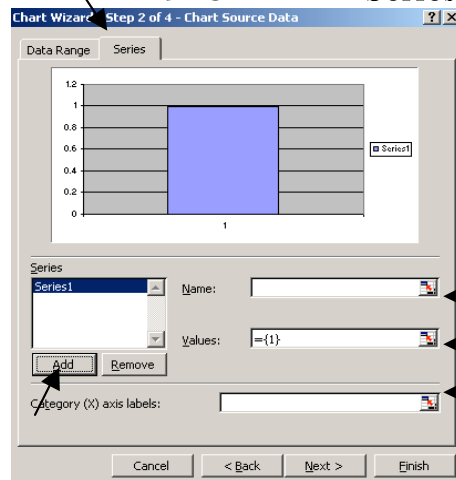 Chart Wizard - Step 2 of 4 - Chart Source Data
Data Range Series
1.2
1
0.8
0.6
0.4
0.2
0
1
Series1
Series
Series1
Name:
Values: ={1}
Add Remove
Category (X) axis labels:
Cancel < Back Next > Finish